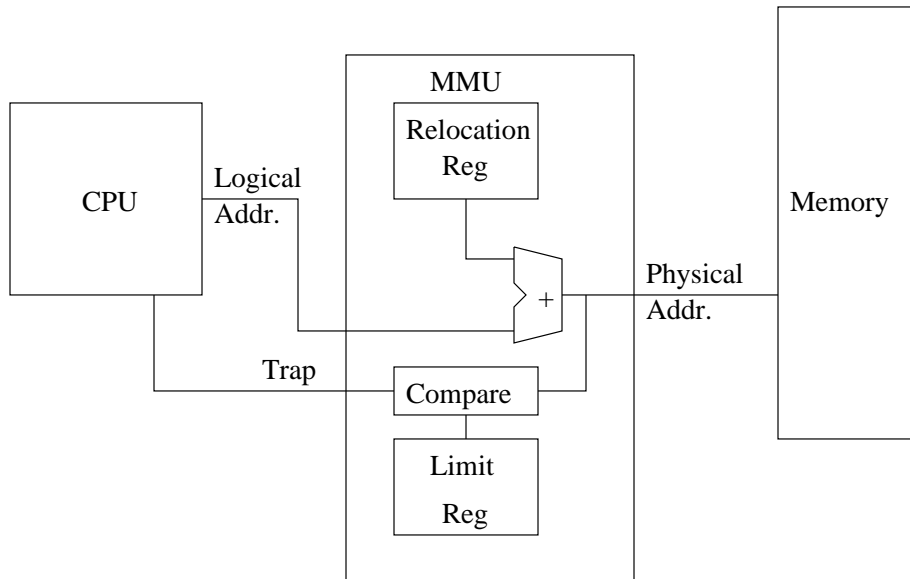 MMU
Relocation
Reg
CPU
Logical
Addr.
Memory
+
Physical
Addr.
Trap
Compare
Limit
Reg